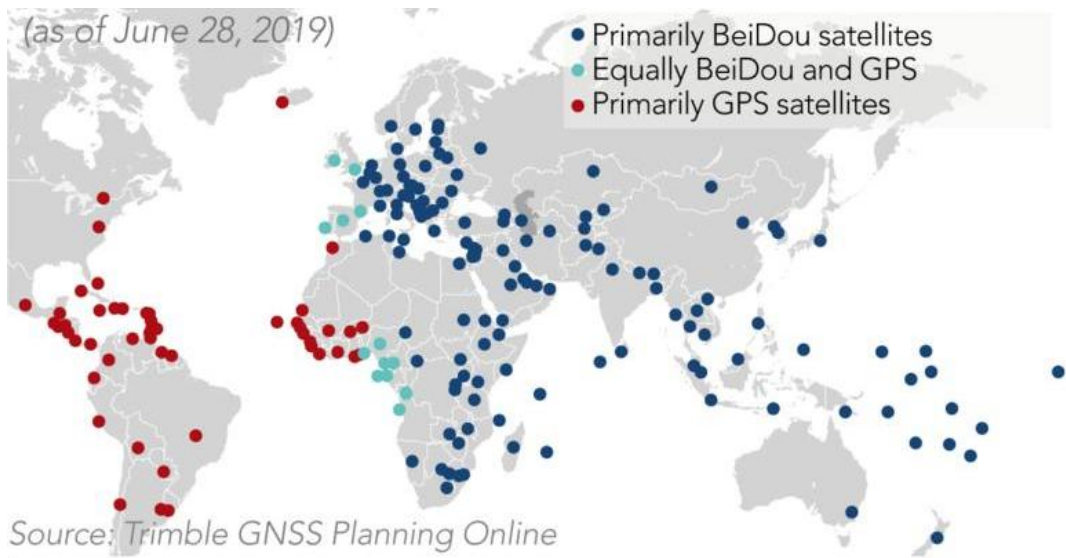 (as of June 28, 2019)
Primarily BeiDou satellites
Equally BeiDou and GPS
Primarily GPS satellites
Source: Trimble GNSS Planning Online